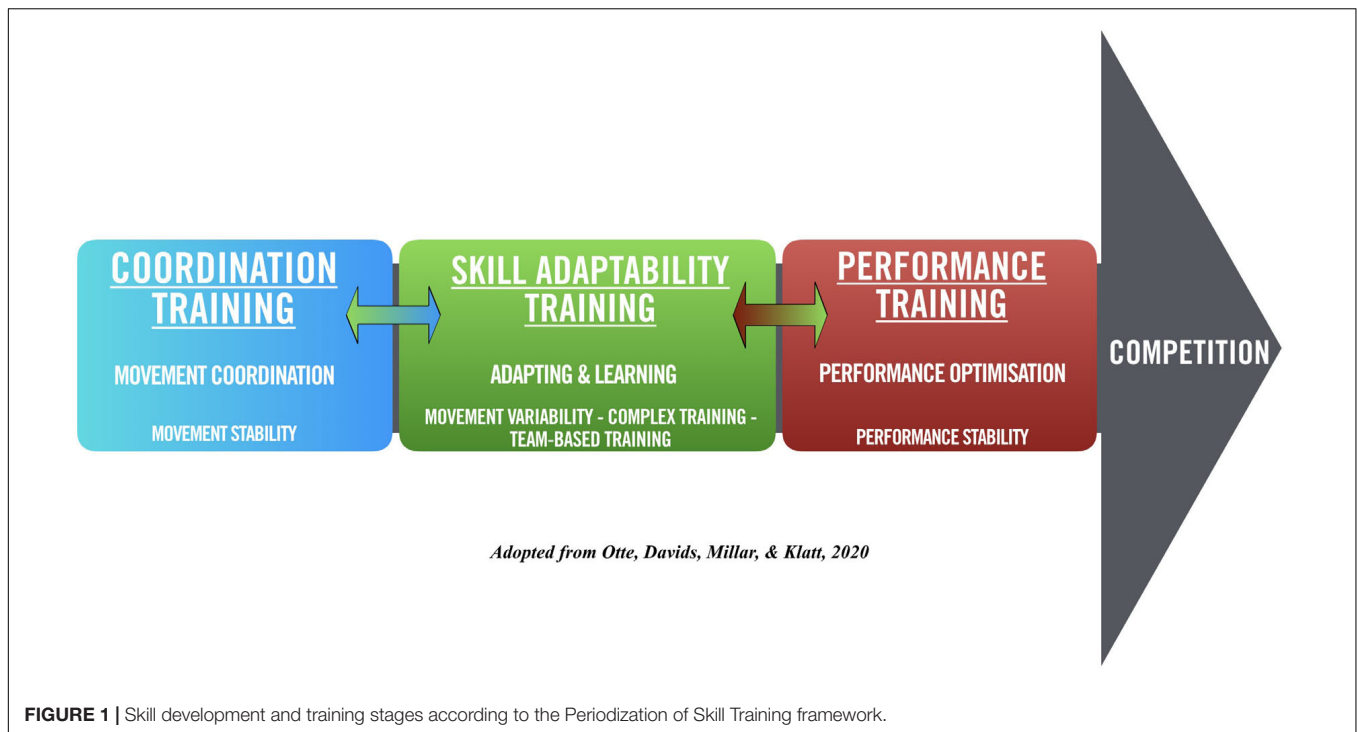 COORDINATION
TRAINING
MOVEMENT COORDINATION
MOVEMENT STABILITY
SKILL ADAPTABILITY
TRAINING
ADAPTING & LEARNING
MOVEMENT VARIABILITY - COMPLEX TRAINING -
TEAM-BASED TRAINING
PERFORMANCE
TRAINING
PERFORMANCE OPTIMISATION
PERFORMANCE STABILITY
COMPETITION
Adopted from Otte, Davids, Millar, & Klatt, 2020
FIGURE 1 | Skill development and training stages according to the Periodization of Skill Training framework.